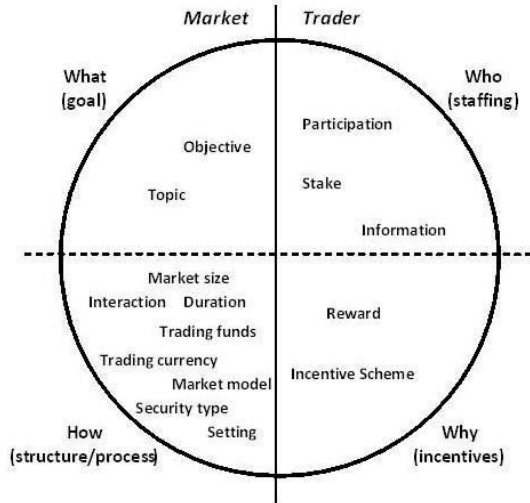 Market Trader
What
(goal)
Who
(staffing)
Participation
Objective
Stake
Topic
Information
Market size
Interaction Duration
Reward
Trading funds
Trading currency
Incentive Scheme
Market model
Security type
How
(structure/process)
Setting
Why
(incentives)